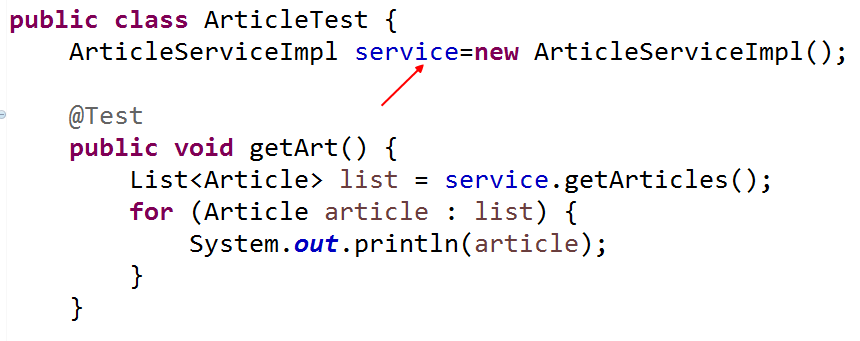 public class ArticleTest {
ArticleServiceImpl service=new ArticleServiceImpl();
@Test
public void getArt() {
List<Article> list = service.getArticles();
for (Article article : list) {
System.out.println(article);
}
}